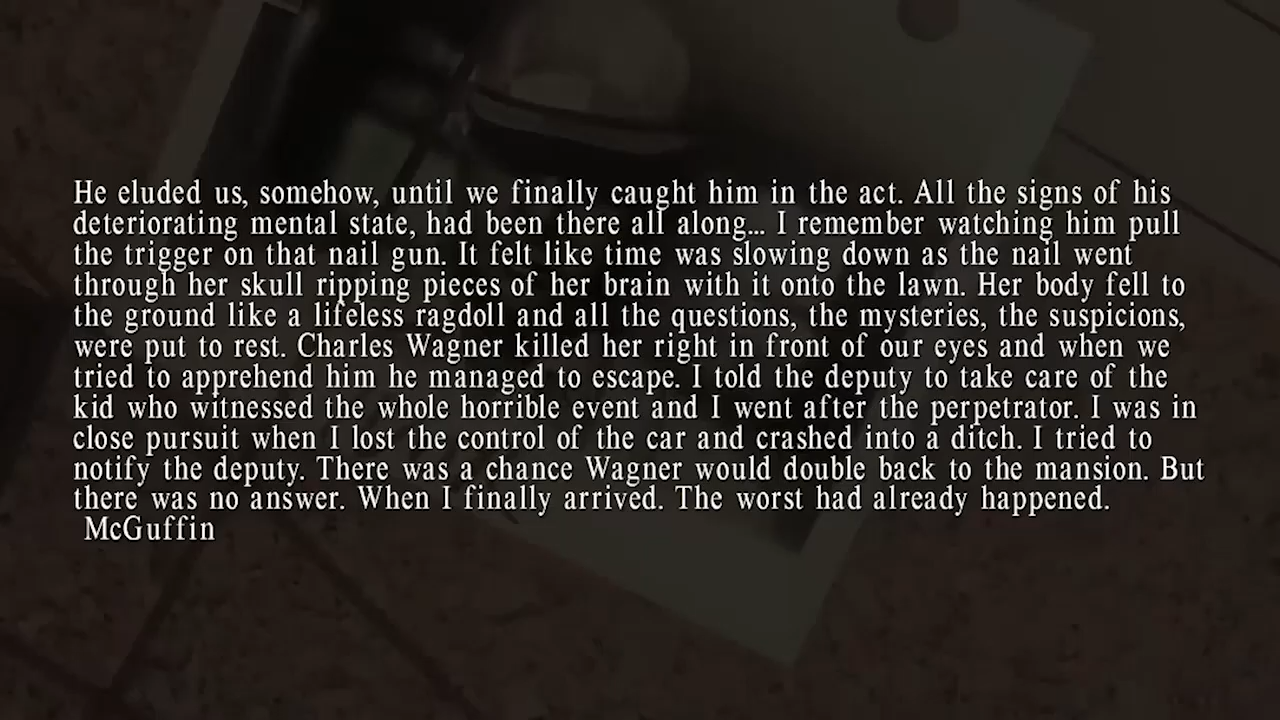 He eluded us, somehow, until we finally caught him in the act. All the signs of his
deteriorating mental state, had been there all along... I remember watching him pull
the trigger on that nail gun. It felt like time was slowing down as the nail went
through her skull ripping pieces of her brain with it onto the lawn. Her body fell to
the ground like a lifeless ragdoll and all the questions, the mysteries, the suspicions,
were put to rest. Charles Wagner killed her right in front of our eyes and when we
tried to apprehend him he managed to escape. I told the deputy to take care of the
kid who witnessed the whole horrible event and I went after the perpetrator. I was in
close pursuit when I lost the control of the car and crashed into a ditch. I tried to
notify the deputy. There was a chance Wagner would double back to the mansion. But
there was no answer. When I finally arrived. The worst had already happened.
McGuffin